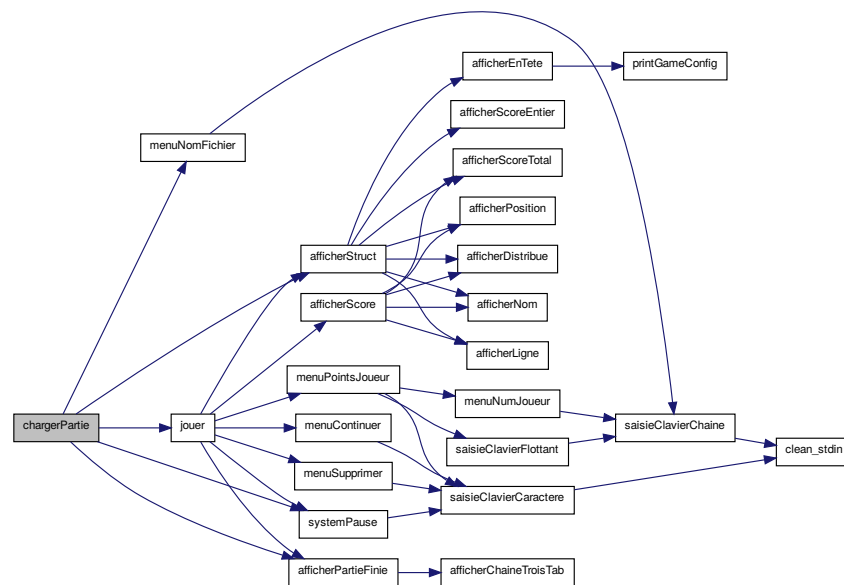 afficherEnTete
printGameConfig
afficherScoreEntier
menuNomFichier
afficherScoreTotal
afficherPosition
afficherStruct
afficherDistribue
afficherScore
afficherNom
afficherLigne
menuPointsJoueur
menuNumJoueur
chargerPartie
jouer
menuContinuer
saisieClavierChaine
saisieClavierFlottant
clean_stdin
menuSupprimer
saisieClavierCaractere
systemPause
afficherPartieFinie
afficherChaineTroisTab